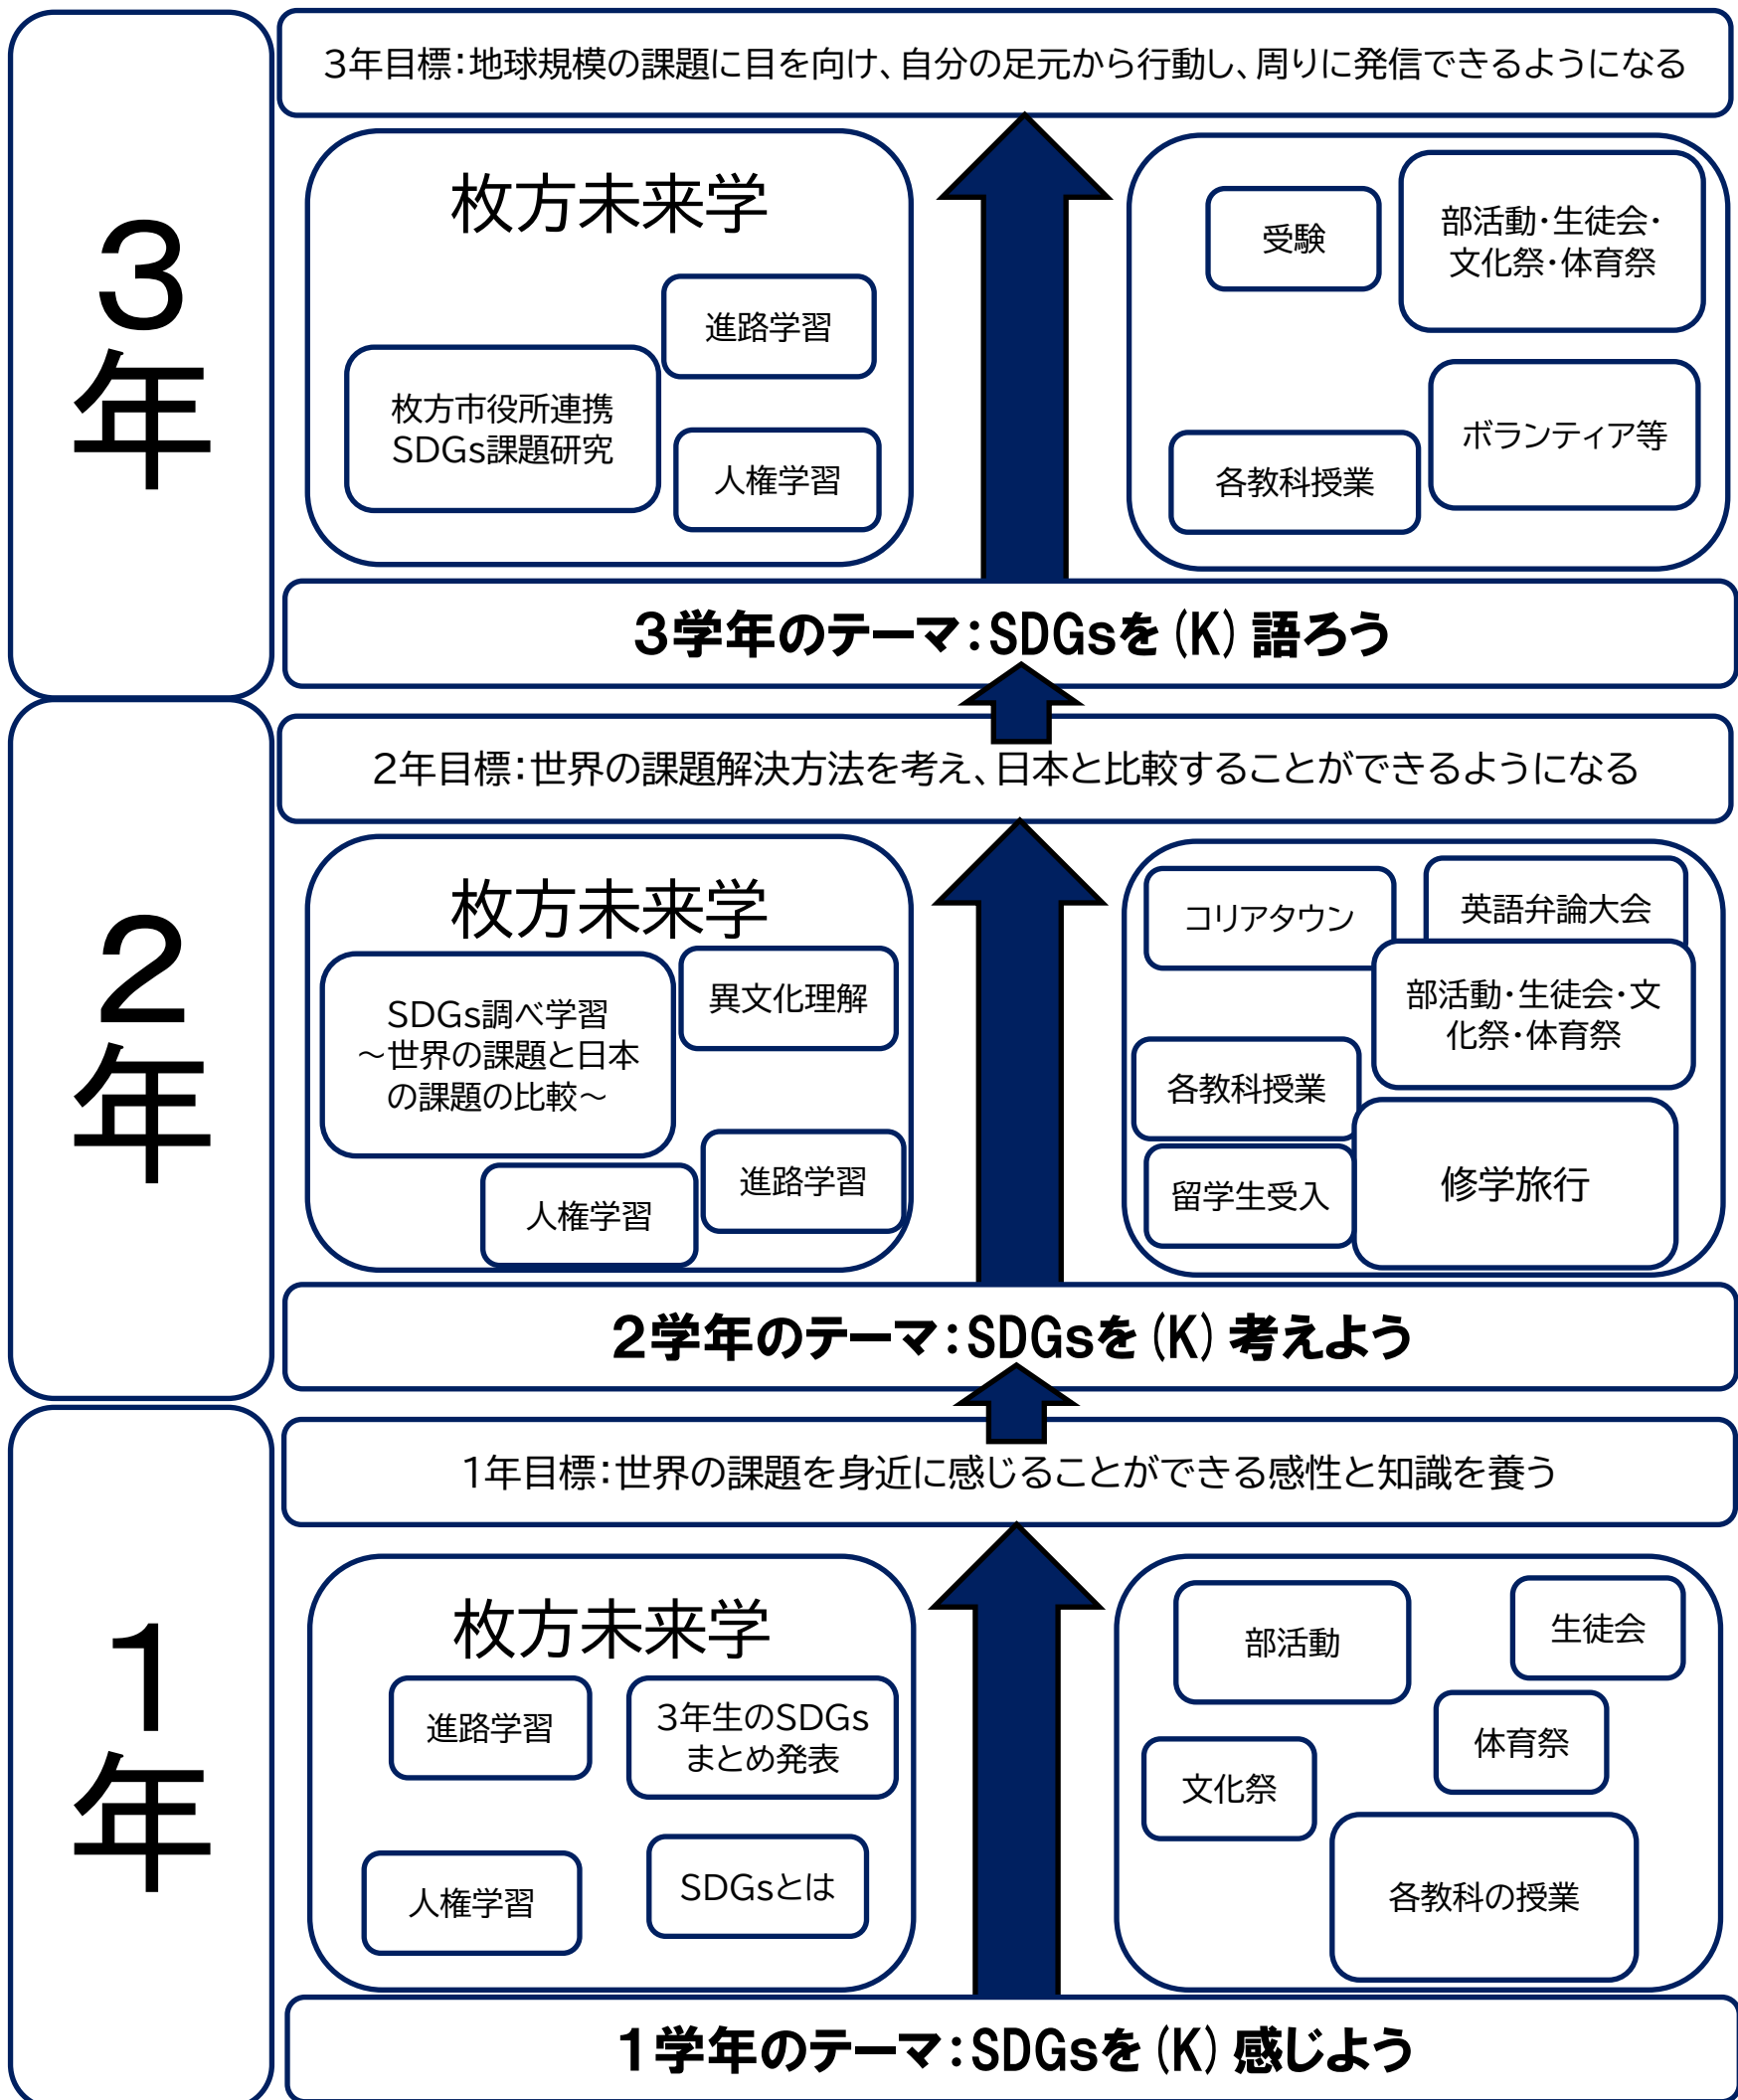 3年
3年目標：地球規模の課題に目を向け、自分の足元から行動し、周りに発信できるようになる
枚方未来学
進路学習
枚方市役所連携
SDGs課題研究
人権学習
受験
部活動・生徒会・
文化祭・体育祭
ボランティア等
各教科授業
３学年のテーマ：SDGsを(K)語ろう
2年
2年目標：世界の課題解決方法を考え、日本と比較することができるようになる
枚方未来学
SDGs調べ学習
～世界の課題と日本
の課題の比較～
異文化理解
進路学習
人権学習
コリアタウン
英語弁論大会
部活動・生徒会・文
化祭・体育祭
各教科授業
留学生受入
修学旅行
２学年のテーマ：SDGsを(K)考えよう
1年
1年目標：世界の課題を身近に感じることができる感性と知識を養う
枚方未来学
進路学習
3年生のSDGs
まとめ発表
人権学習
SDGsとは
部活動
生徒会
体育祭
文化祭
各教科の授業
１学年のテーマ：SDGsを(K)感じよう